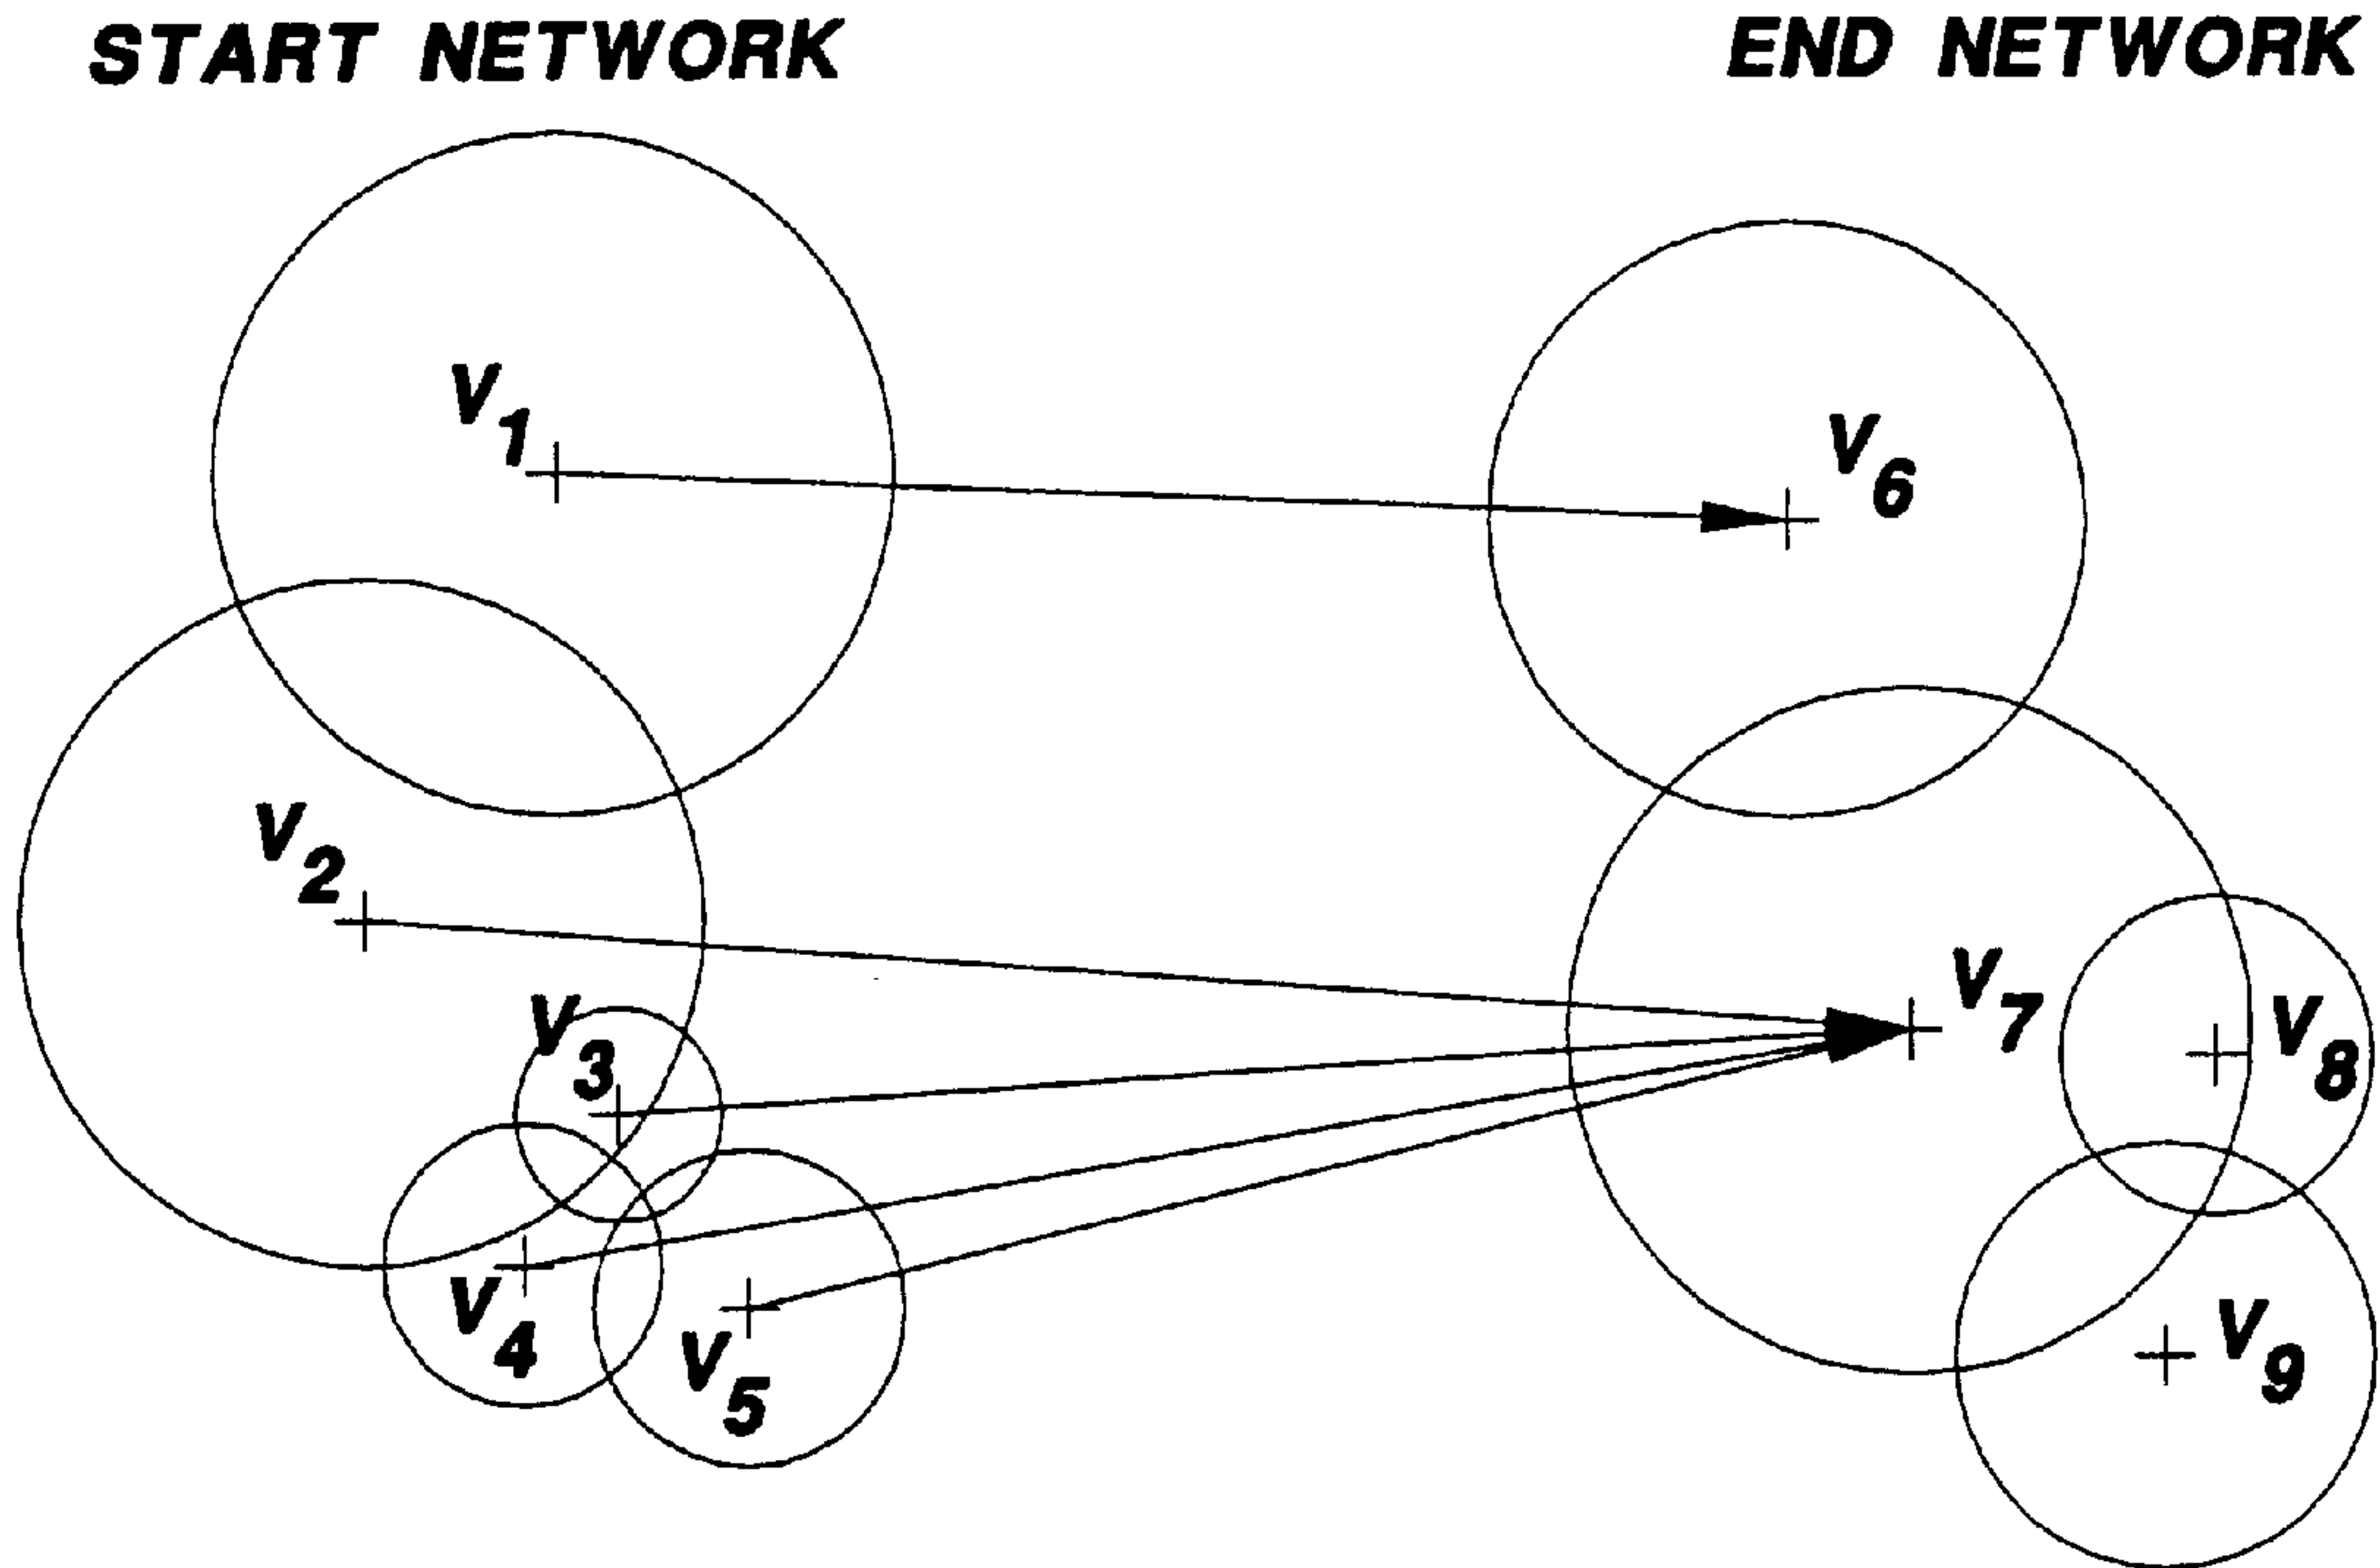 START NETWORK
END NETWORK
V1
V6
V2
V7
V3
V8
V4
V5
V9